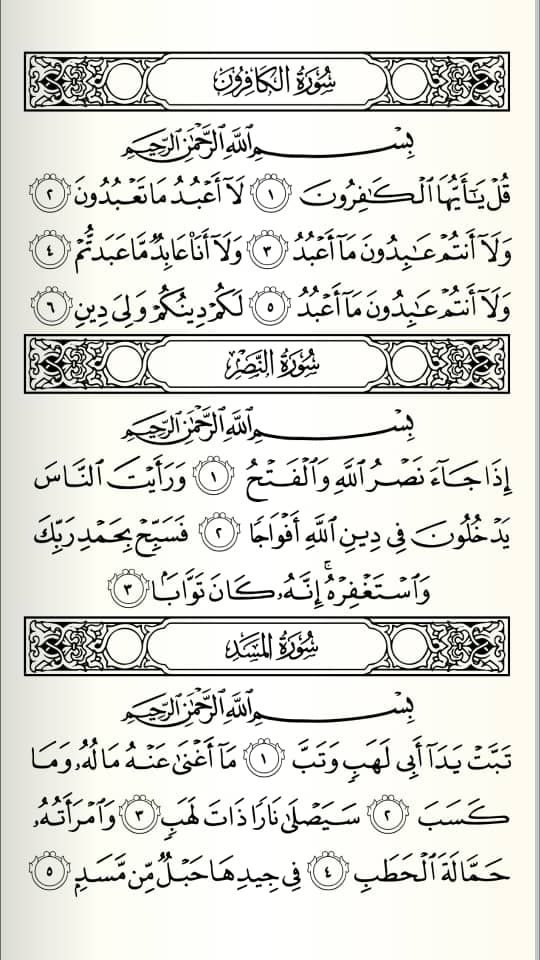 سُورَةُ الكَافِرُونَ
بِسْمِ ٱللَّهِ ٱلرَّحْمَٰنِ ٱلرَّحِيمِ
قُلْ يَـٰٓأَيُّهَا ٱلْكَـٰفِرُونَ ١ لَآ أَعْبُدُ مَا تَعْبُدُونَ ٢
وَلَآ أَنتُمْ عَـٰبِدُونَ مَآ أَعْبُدُ ٣ وَلَآ أَنَا۠ عَابِدٌ مَّا عَبَدتُّمْ ٤
وَلَآ أَنتُمْ عَـٰبِدُونَ مَآ أَعْبُدُ ٥ لَكُمْ دِينُكُمْ وَلِىَ دِينِ ٦
سُورَةُ النَّصْرِ
بِسْمِ ٱللَّهِ ٱلرَّحْمَٰنِ ٱلرَّحِيمِ
إِذَا جَآءَ نَصْرُ ٱللَّهِ وَٱلْفَتْحُ ١ وَرَأَيْتَ ٱلنَّاسَ
يَدْخُلُونَ فِى دِينِ ٱللَّهِ أَفْوَاجًا ٢ فَسَبِّحْ بِحَمْدِ رَبِّكَ
وَٱسْتَغْفِرْهُ ۚ إِنَّهُۥ كَانَ تَوَّابًۢا ٣
سُورَةُ المَسَدِ
بِسْمِ ٱللَّهِ ٱلرَّحْمَٰنِ ٱلرَّحِيمِ
تَبَّتْ يَدَآ أَبِى لَهَبٍ وَتَبَّ ١ مَآ أَغْنَىٰ عَنْهُ مَالُهُۥ وَمَا
كَسَبَ ٢ سَيَصْلَىٰ نَارًا ذَاتَ لَهَبٍ ٣ وَٱمْرَأَتُهُۥ
حَمَّالَةَ ٱلْحَطَبِ ٤ فِى جِيدِهَا حَبْلٌ مِّن مَّسَدٍۭ ٥